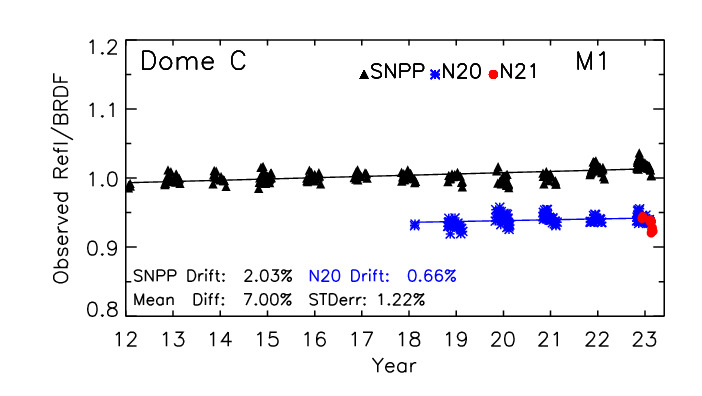 1.2
Dome C
SNPP N20 N21
M1
1.1
1.0
0.9
0.8
Observed Refl/BRDF
SNPP Drift: 2.03% N20 Drift: 0.66%
Mean Diff: 7.00% STDerr: 1.22%
12 13 14 15 16 17 18 19 20 21 22 23
Year